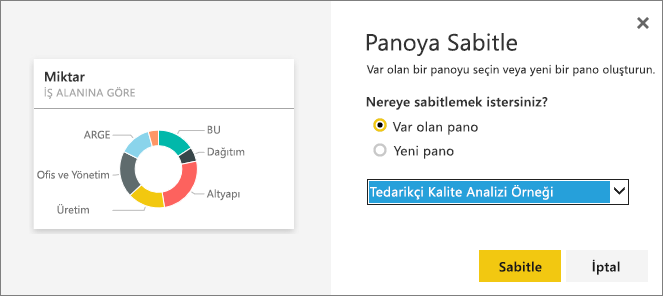 Miktar
İŞ ALANINA GÖRE
ARGE
BU
Dağıtım
Ofis ve Yönetim
Altyapı
Üretim
Panoya Sabitle
Var olan bir panoyu seçin veya yeni bir pano oluşturun.
Nereye sabitlemek istersiniz?
Var olan pano
Yeni pano
Tedarikçi Kalite Analizi Örneği
Sabitle
İptal